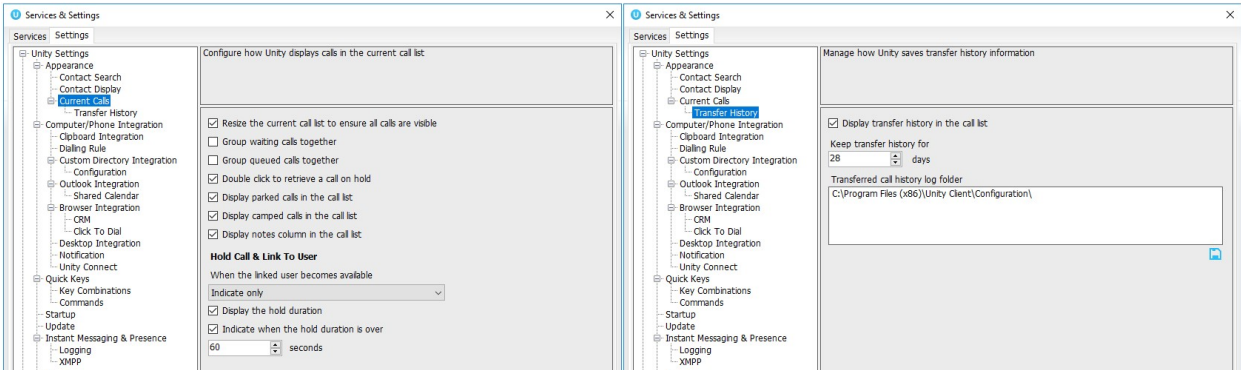 Services & Settings
Services Settings
Unity Settings
Appearance
Contact Search
Contact Display
Current Calls
Transfer History
Computer/Phone Integration
Clipboard Integration
Dialling Rule
Custom Directory Integration
Configuration
Outlook Integration
Shared Calendar
Browser Integration
CRM
Click To Dial
Desktop Integration
Notification
Unity Connect
Quick Keys
Key Combinations
Commands
Startup
Update
Instant Messaging & Presence
Logging
XMPP
Configure how Unity displays calls in the current call list
Resize the current call list to ensure all calls are visible
Group waiting calls together
Group queued calls together
Double click to retrieve a call on hold
Display parked calls in the call list
Display camped calls in the call list
Display notes column in the call list
Hold Call & Link To User
When the linked user becomes available
Indicate only
Display the hold duration
Indicate when the hold duration is over
60 seconds
Services & Settings
Services Settings
Unity Settings
Appearance
Contact Search
Contact Display
Current Calls
Transfer History
Computer/Phone Integration
Clipboard Integration
Dialling Rule
Custom Directory Integration
Configuration
Outlook Integration
Shared Calendar
Browser Integration
CRM
Click To Dial
Desktop Integration
Notification
Unity Connect
Quick Keys
Key Combinations
Commands
Startup
Update
Instant Messaging & Presence
Logging
XMPP
Manage how Unity saves transfer history information
Display transfer history in the call list
Keep transfer history for
28 days
Transferred call history log folder
C:\Program Files (x86)\Unity Client\Configuration\